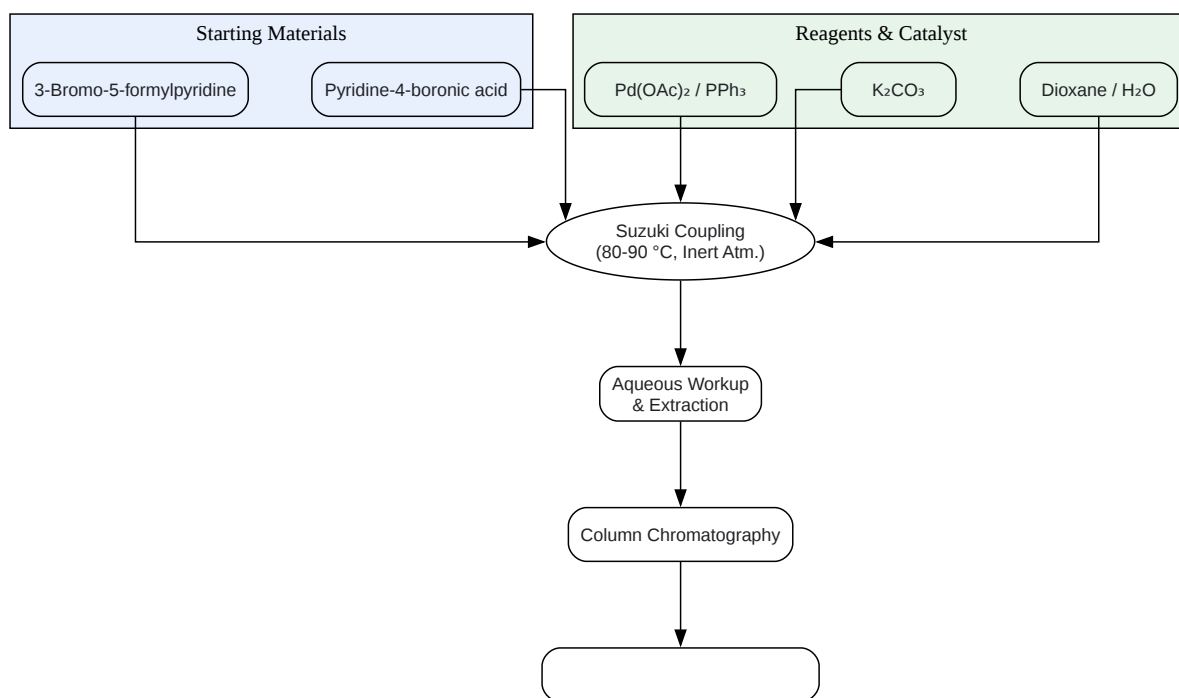 Starting Materials
Reagents & Catalyst
3-Bromo-5-formylpyridine
Pyridine-4-boronic acid
Pd(OAc)₂ / PPh₃
K₂CO₃
Dioxane / H₂O
Suzuki Coupling
(80-90 °C, Inert Atm.)
Aqueous Workup
& Extraction
Column Chromatography